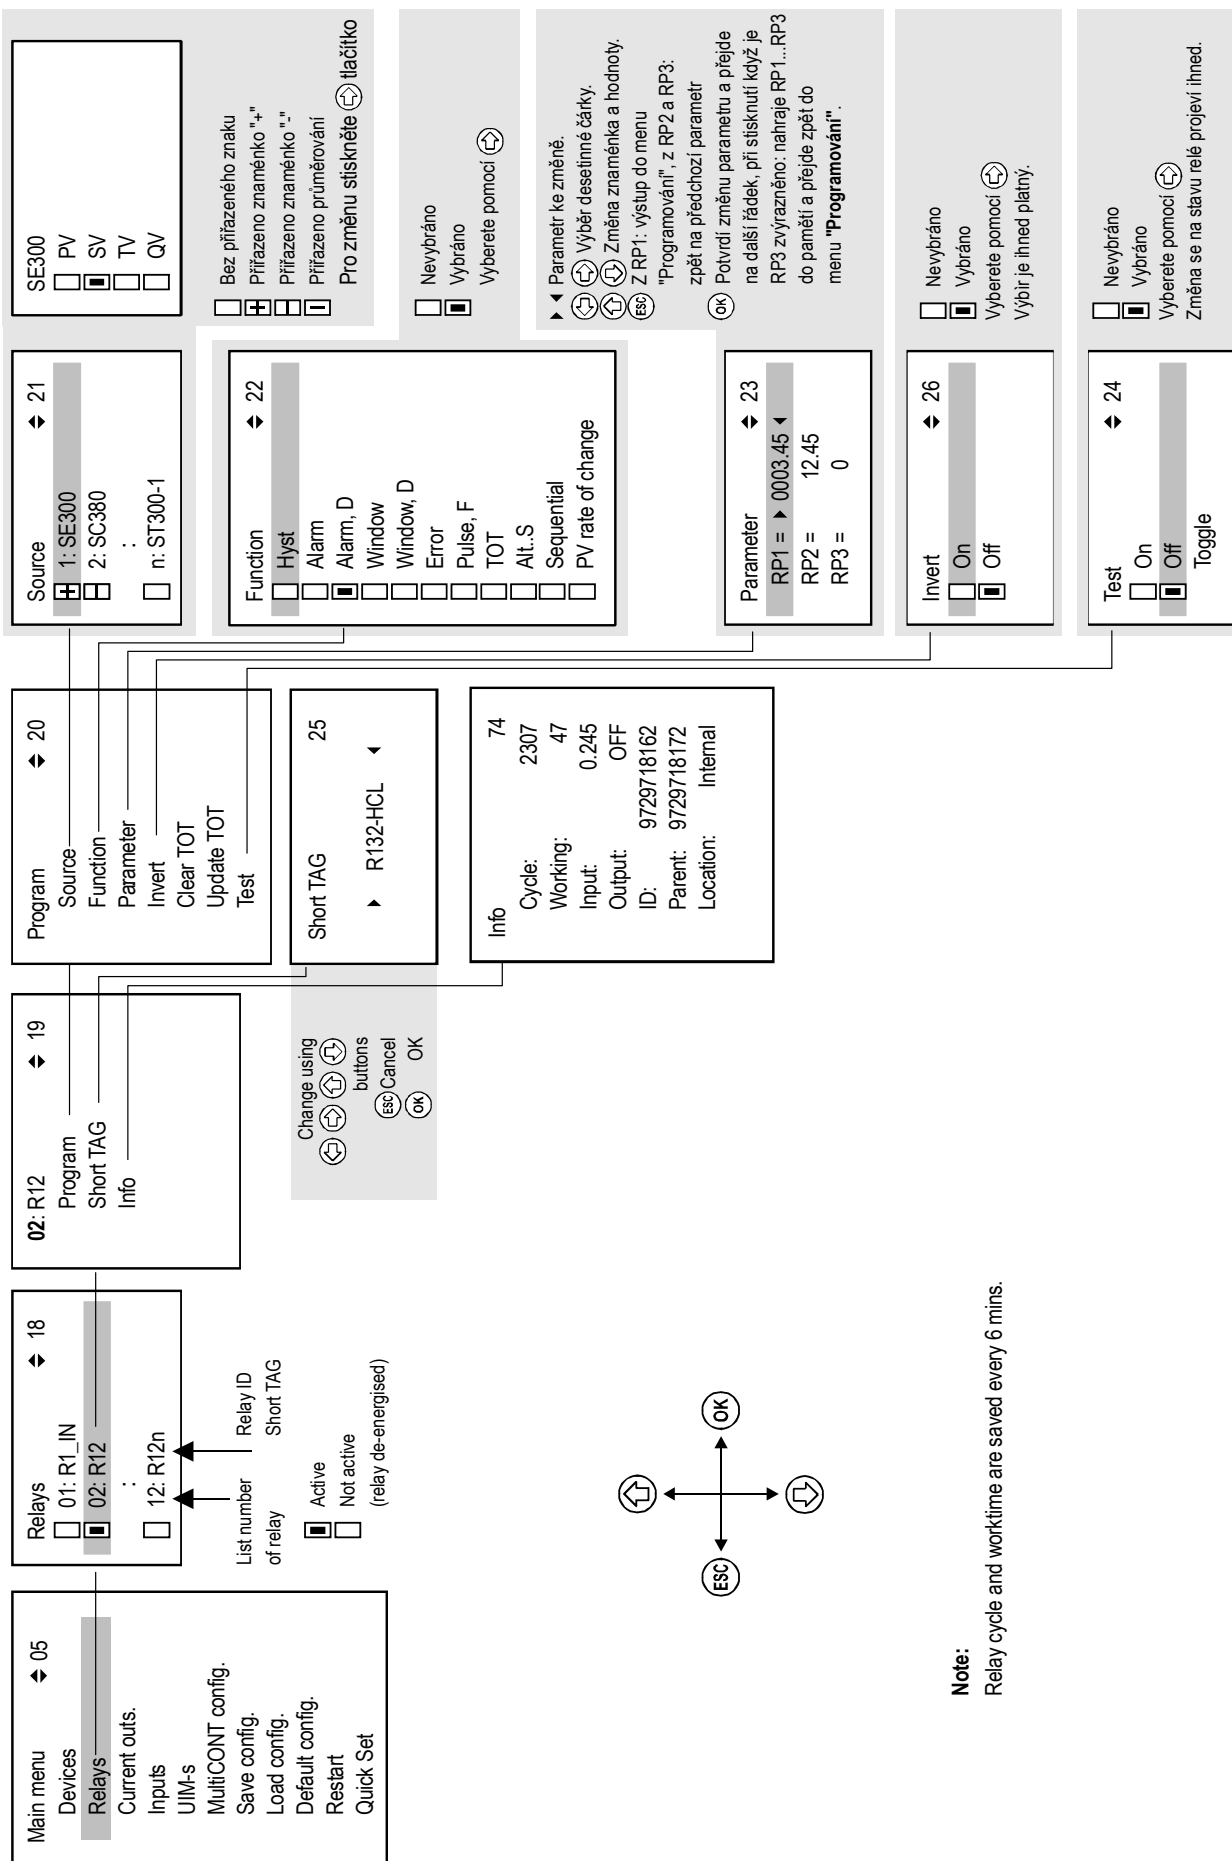 Main menu 05
Devices
Relays
Current outs.
Inputs
UIM-s
MultiCONT config.
Save config.
Load config.
Default config.
Restart
Quick Set
Relays 18
01: R1_IN
02: R12
:
12: R12n
List number
of relay
Relay ID
Short TAG
Active
Not active
(relay de-energised)
02: R12 19
Program
Short TAG
Info
Change using
buttons
ESC Cancel
OK OK
Program 20
Source
Function
Parameter
Invert
Clear TOT
Update TOT
Test
Short TAG 25
R132-HCL
Info 74
Cycle: 2307
Working: 47
Input: 0.245
Output: OFF
ID: 9729718162
Parent: 9729718172
Location: Internal
Source 21
1: SE300
2: SC380
:
n: ST300-1
SE300
PV
SV
TV
QV
Bez přiřazeného znaku
Přiřazeno znaménko "+"
Přiřazeno znaménko "-"
Přiřazeno průměrování
Pro změnu stiskněte tlačítko
Function 22
Hyst
Alarm
Alarm, D
Window
Window, D
Error
Pulse, F
TOT
Alt..S
Sequential
PV rate of change
Nevybráno
Vybráno
Vyberete pomocí
Parameter 23
RP1 = 0003.45
RP2 = 12.45
RP3 = 0
Parametr ke změně.
Výběr desetinné čárky.
Změna znaménka a hodnoty.
ESC Z RP1: výstup do menu
"Programování", z RP2 a RP3:
zpět na předchozí parametr
OK Potvrdí změnu parametru a přejde
na další řádek, při stisknutí když je
RP3 zvýrazněno: nahraje RP1...RP3
do pamětí a přejde zpět do
menu "Programování".
Invert 26
On
Off
Nevybráno
Vybráno
Vyberete pomocí
Výbir je ihned platný.
Test 24
On
Off
Toggle
Nevybráno
Vybráno
Vyberete pomocí
Změna se na stavu relé projeví ihned.
ESC
OK
Note:
Relay cycle and worktime are saved every 6 mins.